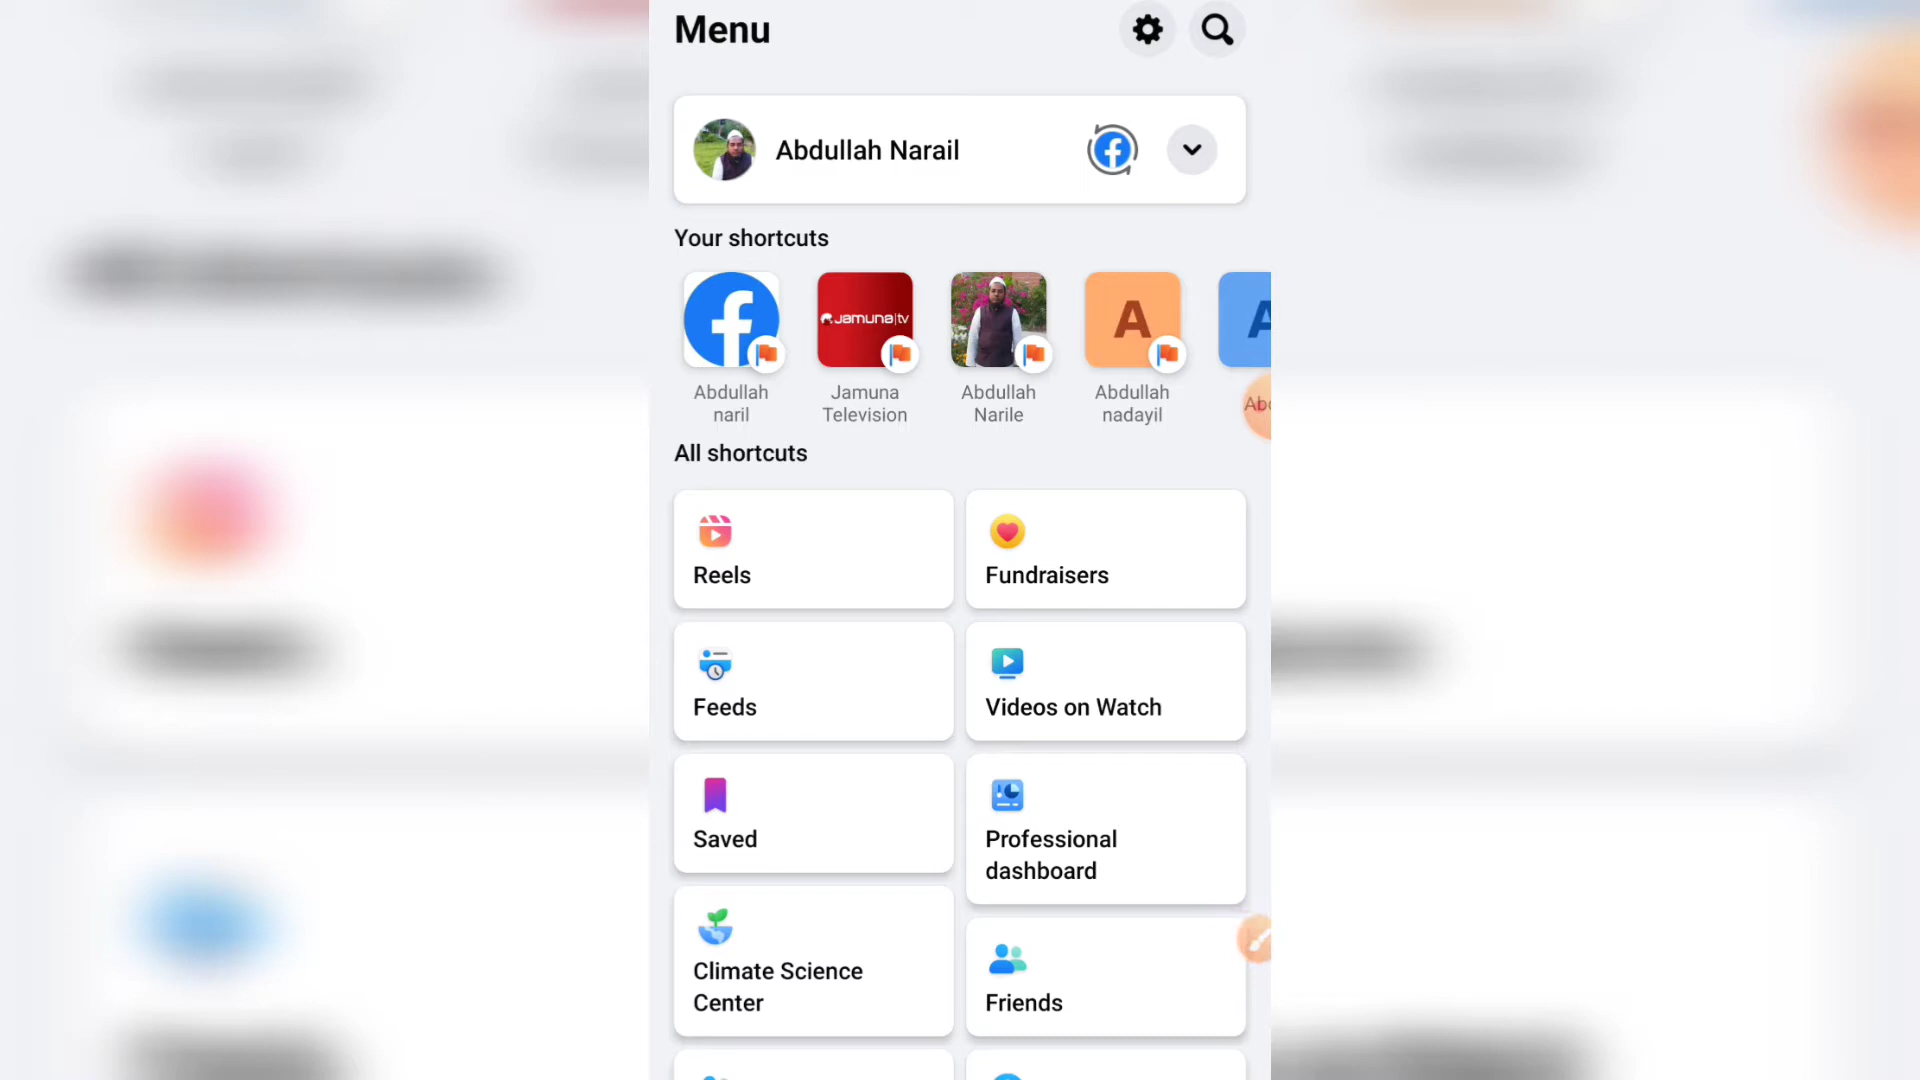 Menu
Abdullah Narail
Your shortcuts
Jamuna|tv
A
A
Abdullah
naril
Jamuna
Television
Abdullah
Narile
Abdullah
nadayil
All shortcuts
Reels
Fundraisers
Feeds
Videos on Watch
Saved
Professional
dashboard
Climate Science
Center
Friends